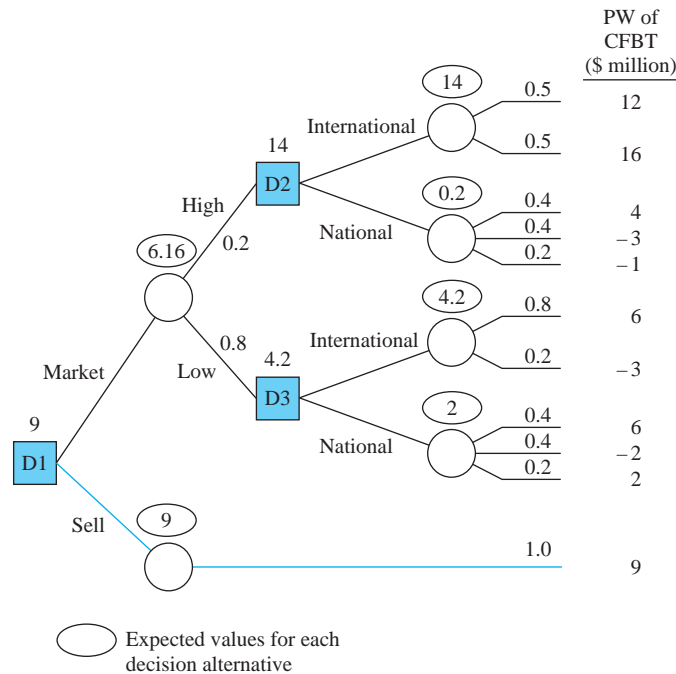 PW of
CFBT
($ million)
14
0.5
12
International
0.5
16
14
D2
High
0.2
0.2
0.4
4
National
0.4
–3
0.2
–1
6.16
4.2
0.8
6
International
0.8
4.2
Low
0.2
–3
D3
Market
2
0.4
6
National
0.4
–2
0.2
2
9
D1
Sell
9
1.0
9
Expected values for each
decision alternative